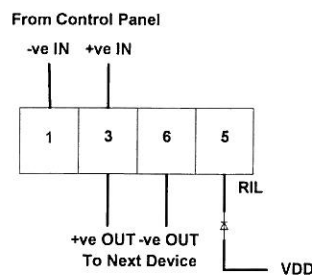 From Control Panel
-ve IN +ve IN
1 3 6 5
RIL
+ve OUT -ve OUT
To Next Device
VDD